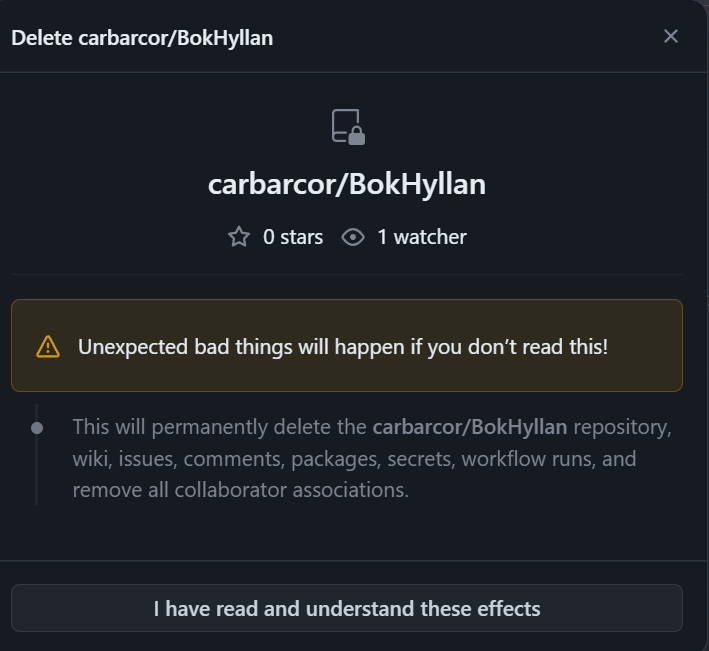 Delete carbarcor/BokHyllan
carbarcor/BokHyllan
0 stars 1 watcher
Unexpected bad things will happen if you don’t read this!
This will permanently delete the carbarcor/BokHyllan repository,
wiki, issues, comments, packages, secrets, workflow runs, and
remove all collaborator associations.
I have read and understand these effects